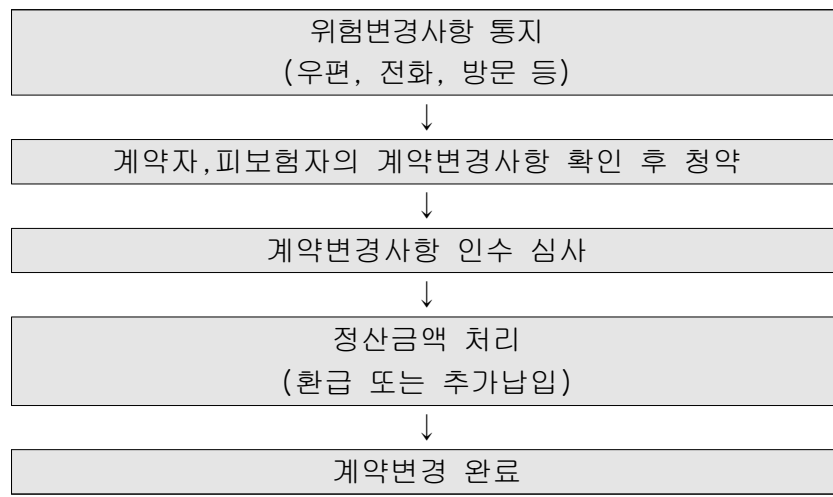 위험변경사항 통지
(우편, 전화, 방문 등)
↓
계약자,피보험자의 계약변경사항 확인 후 청약
↓
계약변경사항 인수 심사
↓
정산금액 처리
(환급 또는 추가납입)
↓
계약변경 완료